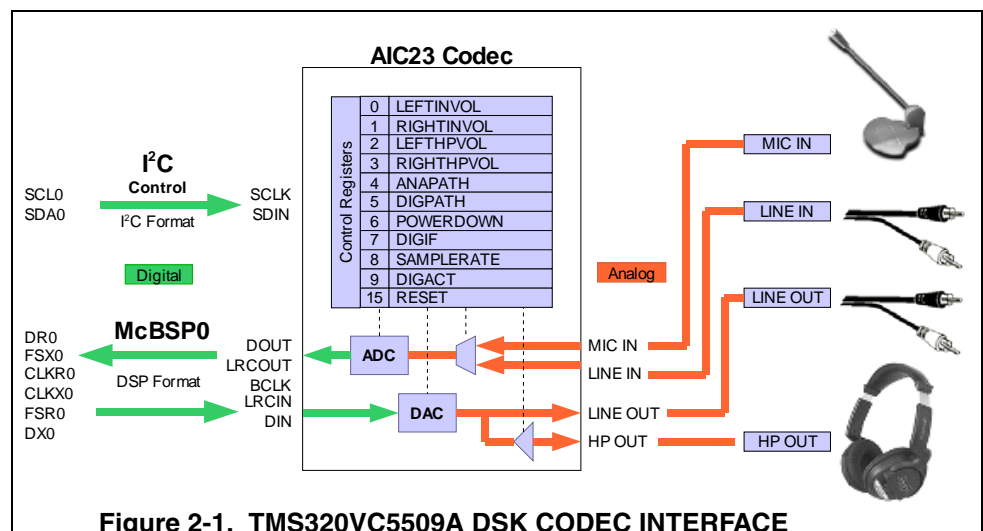 AIC23 Codec
Control Registers
0 LEFTINVOL
1 RIGHTINVOL
2 LEFTHPVOL
3 RIGHTHPVOL
4 ANAPATH
5 DIGPATH
6 POWERDOWN
7 DIGIF
8 SAMPLERATE
9 DIGACT
15 RESET
I²C
Control
I²C Format
SCL0
SDA0
SCLK
SDIN
Digital
Analog
McBSP0
DSP Format
DR0
FSX0
CLKR0
CLKX0
FSR0
DX0
DOUT
LRCOUT
BCLK
LRCIN
DIN
ADC
DAC
MIC IN
LINE IN
LINE OUT
HP OUT
MIC IN
LINE IN
LINE OUT
HP OUT
Figure 2-1. TMS320VC5509A DSK CODEC INTERFACE